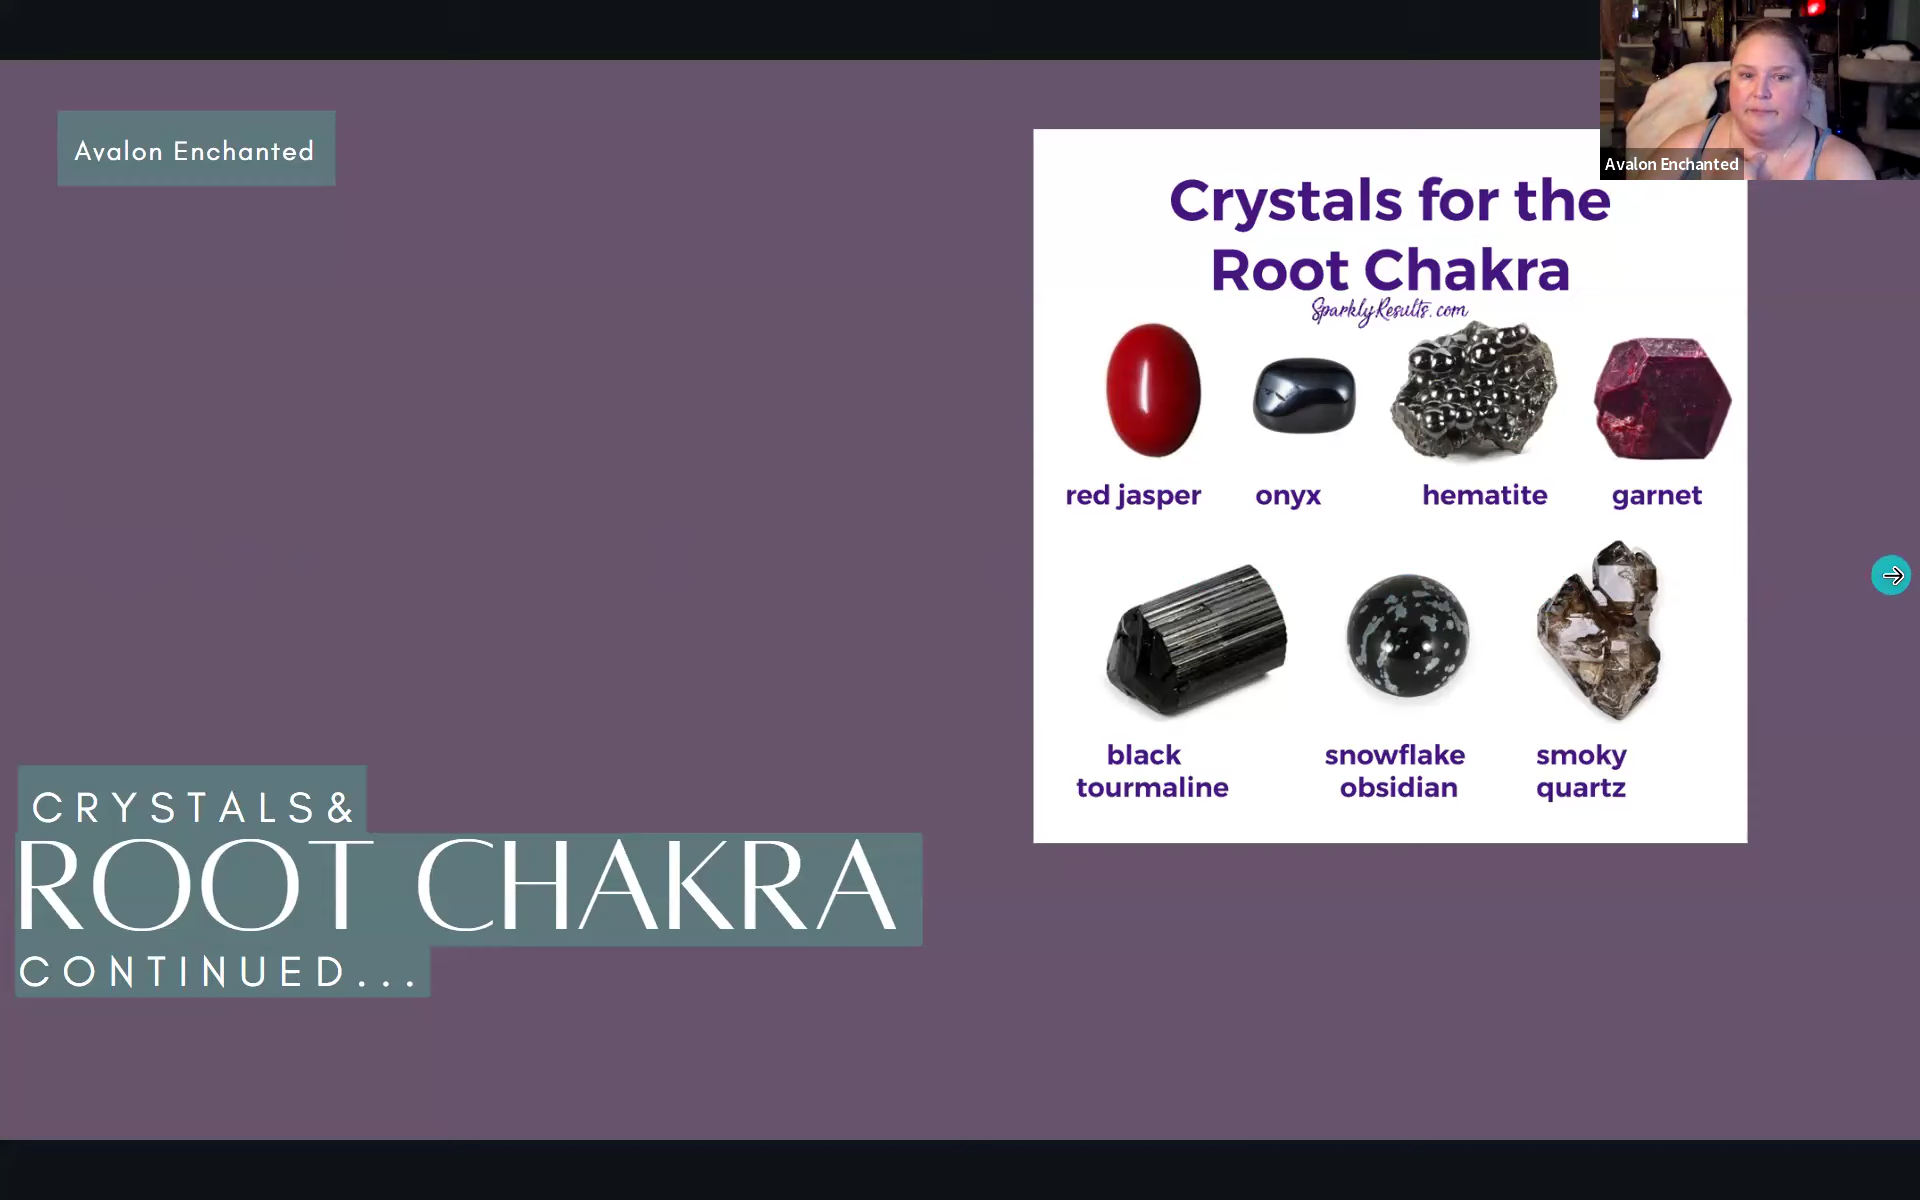 Avalon Enchanted
Avalon Enchanted
Crystals for the
Root Chakra
SparklyResults.com
red jasper onyx hematite garnet
black tourmaline
snowflake obsidian
smoky quartz
CRYSTALS&
ROOT CHAKRA
CONTINUED...